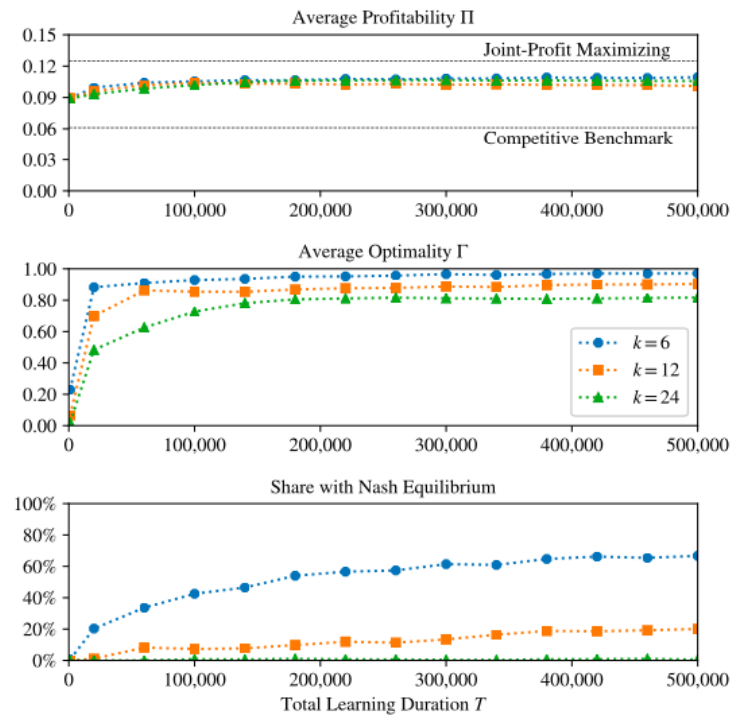 Average Profitability Π
0.15
0.12
0.09
0.06
0.03
0.00
Joint-Profit Maximizing
Competitive Benchmark
0 100,000 200,000 300,000 400,000 500,000
Average Optimality Γ
1.00
0.80
0.60
0.40
0.20
0.00
k = 6
k = 12
k = 24
0 100,000 200,000 300,000 400,000 500,000
Share with Nash Equilibrium
100%
80%
60%
40%
20%
0%
0 100,000 200,000 300,000 400,000 500,000
Total Learning Duration T